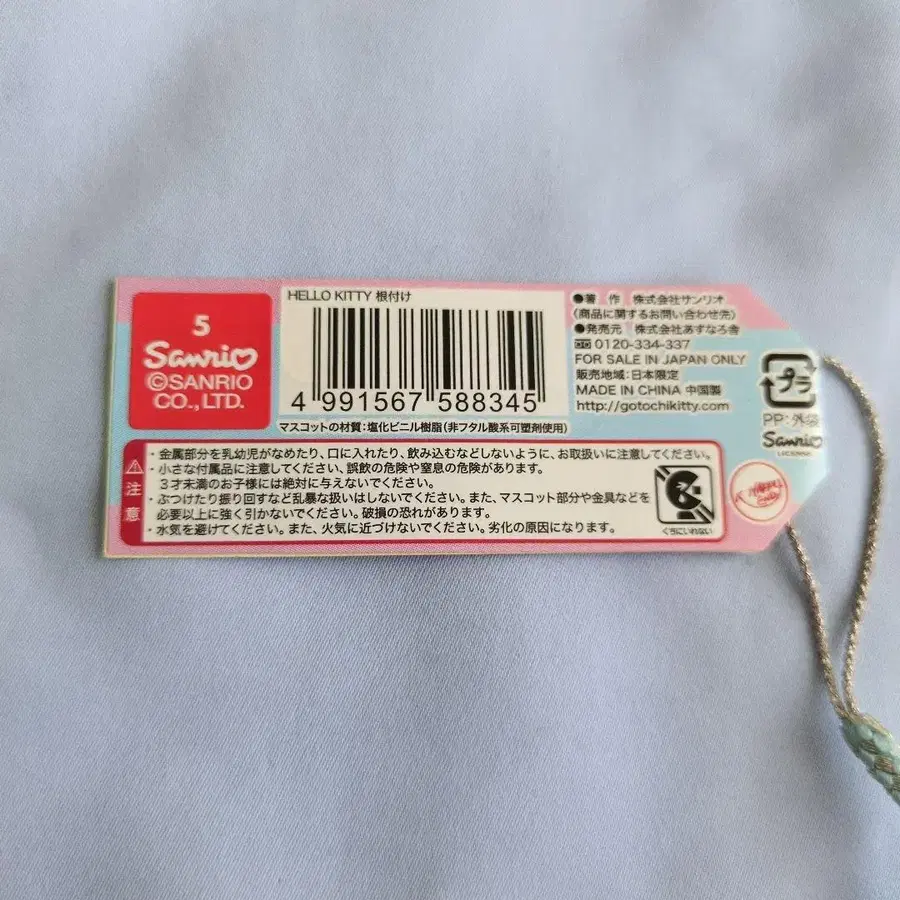 5
Sanrio
©SANRIO
CO.,LTD.
HELLO KITTY 根付け
4 991567 588345
マスコットの材質:塩化ビニル樹脂(非フタル酸系可塑剤使用)
●著 作 株式会社サンリオ
(商品に関するお問い合わせ先)
●発売元 株式会社あすなろ舎
0120-334-337
FOR SALE IN JAPAN ONLY
販売地域:日本限定
MADE IN CHINA 中国製
http://gotochikitty.com
プラ
PP:外袋
Sanrio
注意
・金属部分を乳幼児がなめたり、口に入れたり、飲み込むなどしないように、お取扱いに注意してください。
・小さな付属品に注意してください、誤飲の危険や窒息の危険があります。
3才未満のお子様には絶対に与えないでください。
・ぶつけたり振り回すなど乱暴な扱いはしないでください。また、マスコット部分や金具などを
必要以上に強く引かないでください。破損の恐れがあります。
・水気を避けてください。また、火気に近づけないでください。劣化の原因になります。
くちにいれない